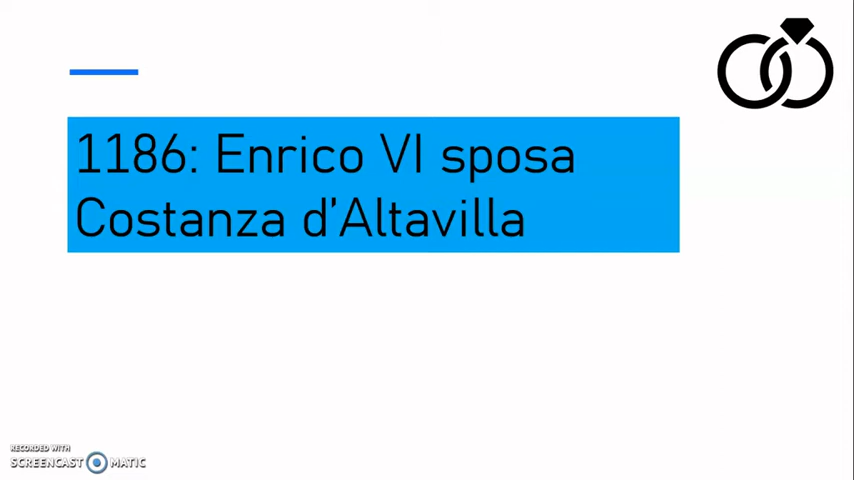 1186: Enrico VI sposa
Costanza d'Altavilla
RECORDED WITH
SCREENCAST MATIC